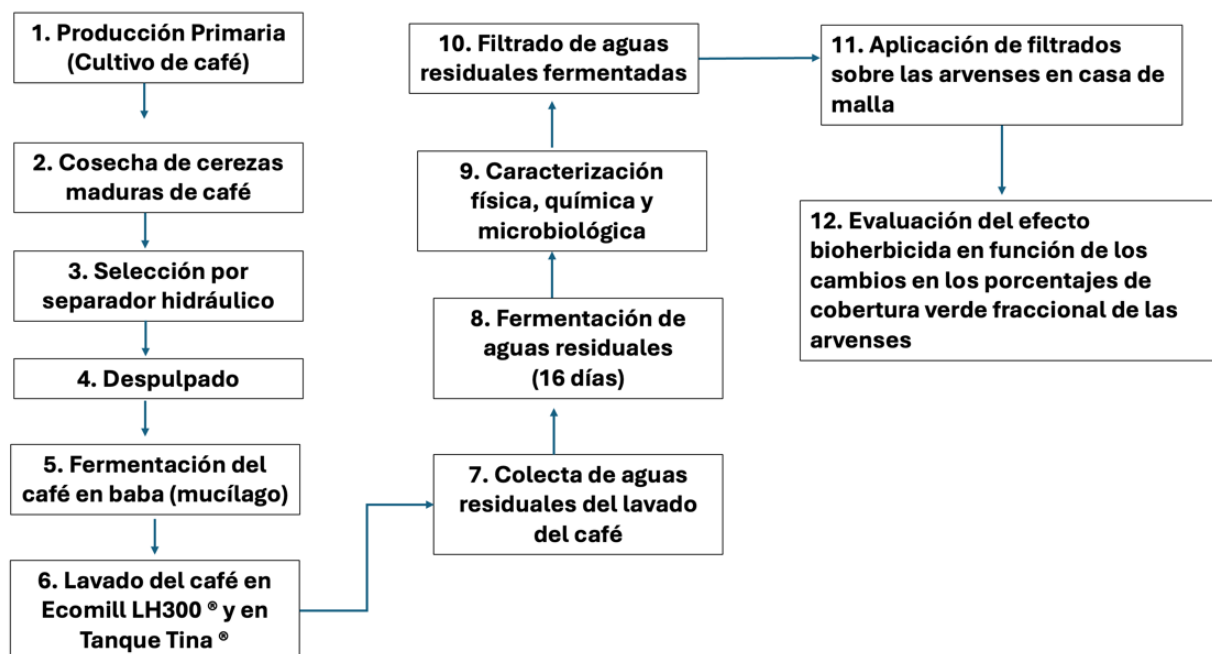 1. Producción Primaria
(Cultivo de café)
2. Cosecha de cerezas
maduras de café
3. Selección por
separador hidráulico
4. Despulpado
5. Fermentación del
café en baba (mucílago)
6. Lavado del café en
Ecomill LH300 ® y en
Tanque Tina ®
7. Colecta de aguas
residuales del lavado
del café
8. Fermentación de
aguas residuales
(16 días)
9. Caracterización
física, química y
microbiológica
10. Filtrado de aguas
residuales fermentadas
11. Aplicación de filtrados
sobre las arvenses en casa de
malla
12. Evaluación del efecto
bioherbicida en función de los
cambios en los porcentajes de
cobertura verde fraccional de las
arvenses